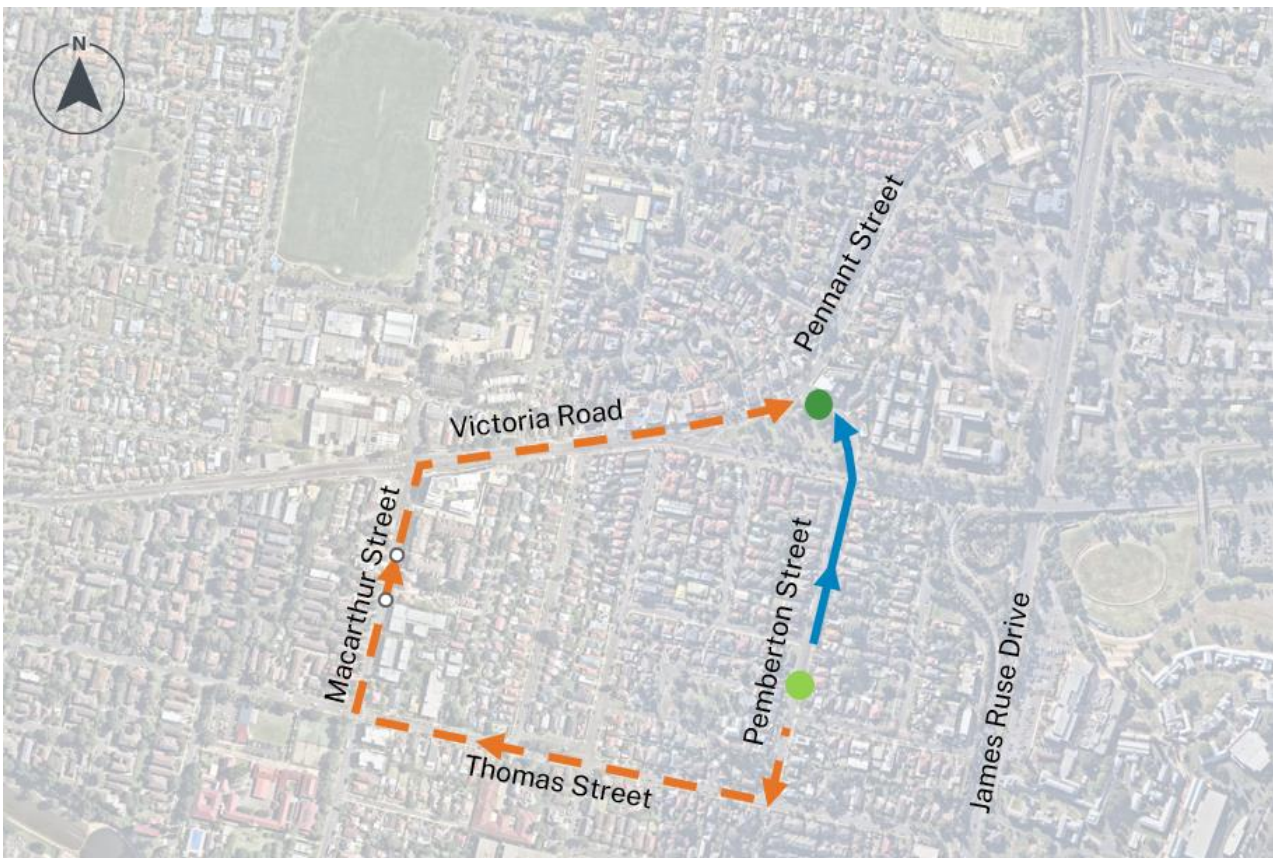 N
Pennant Street
Victoria Road
Macarthur Street
Pemberton Street
James Ruse Drive
Thomas Street